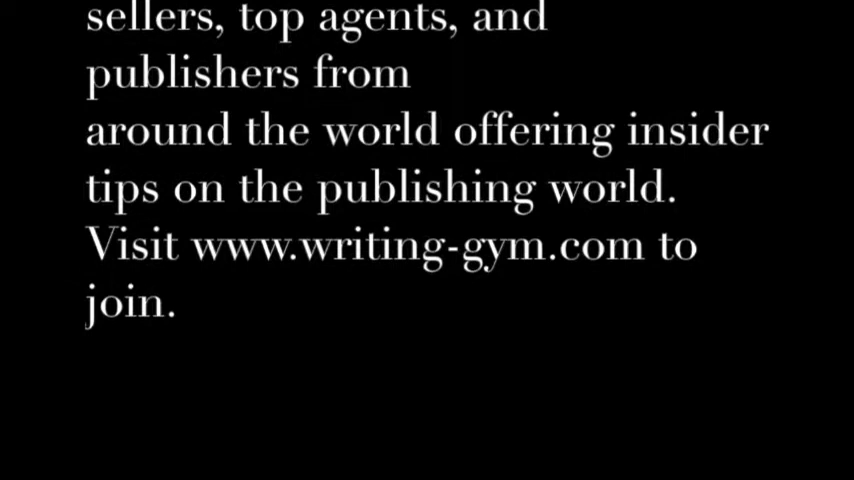 sellers, top agents, and
publishers from
around the world offering insider
tips on the publishing world.
Visit www.writing-gym.com to
join.